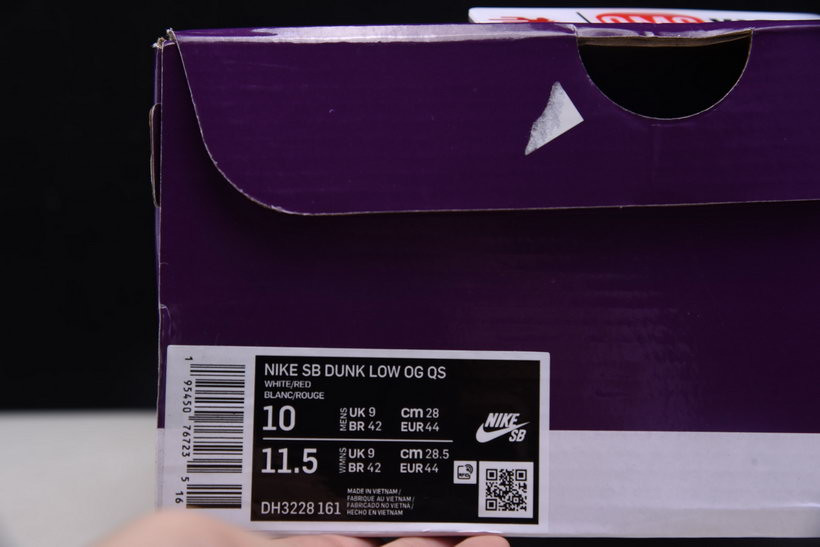 NIKE SB DUNK LOW OG QS
WHITE/RED
BLANC/ROUGE
10 MENS UK 9 cm 28
BR 42 EUR 44
11.5 WMNS UK 9 cm 28.5
BR 42 EUR 44
NIKE
SB
MADE IN VIETNAM /
FABRIQUE AU VIETNAM /
FABRICADO NO VIETNÃ /
HECHO EN VIETNAM
DH3228 161
1 95450 76723 5 16